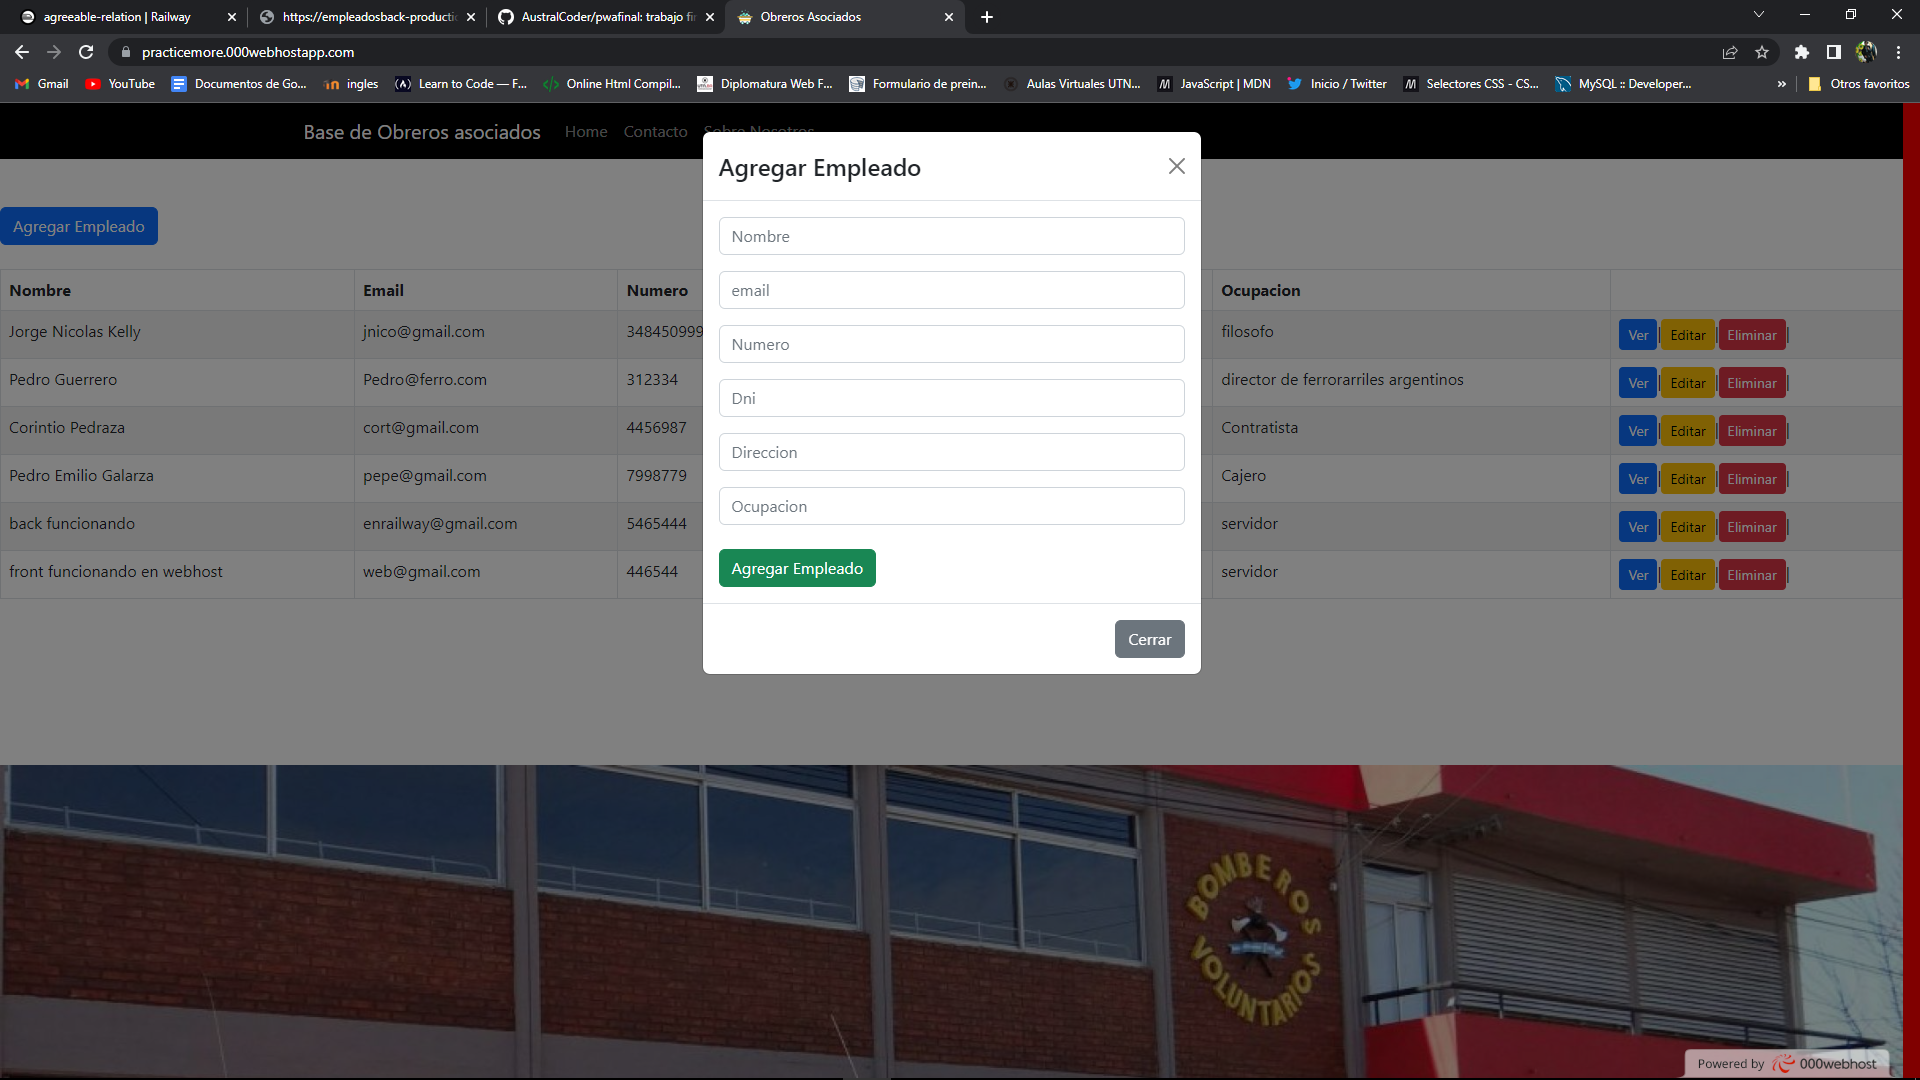 agreeable-relation | Railway
https://empleadosback-producti
AustralCoder/pwafinal: trabajo fi
Obreros Asociados
practicemore.000webhostapp.com
Gmail YouTube Documentos de Go... ingles Learn to Code — F... Online Html Compil... Diplomatura Web F... Formulario de prein... Aulas Virtuales UTN... JavaScript | MDN Inicio / Twitter Selectores CSS - CS... MySQL :: Developer... » Otros favoritos
Base de Obreros asociados Home Contacto Sobre Nosotros
Agregar Empleado
Nombre Email Numero Ocupacion
Jorge Nicolas Kelly jnico@gmail.com 348450999 filosofo Ver | Editar | Eliminar |
Pedro Guerrero Pedro@ferro.com 312334 director de ferrorarriles argentinos Ver | Editar | Eliminar |
Corintio Pedraza cort@gmail.com 4456987 Contratista Ver | Editar | Eliminar |
Pedro Emilio Galarza pepe@gmail.com 7998779 Cajero Ver | Editar | Eliminar |
back funcionando enrailway@gmail.com 5465444 servidor Ver | Editar | Eliminar |
front funcionando en webhost web@gmail.com 446544 servidor Ver | Editar | Eliminar |
Agregar Empleado
Nombre
email
Numero
Dni
Direccion
Ocupacion
Agregar Empleado
Cerrar
BOMBEROS
VOLUNTARIOS
Powered by 000webhost